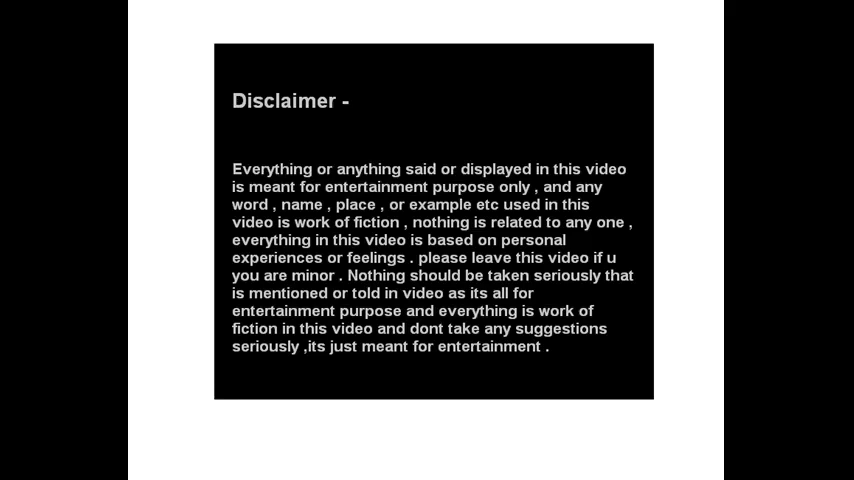 Disclaimer -
Everything or anything said or displayed in this video
is meant for entertainment purpose only , and any
word , name , place , or example etc used in this
video is work of fiction , nothing is related to any one ,
everything in this video is based on personal
experiences or feelings . please leave this video if u
you are minor . Nothing should be taken seriously that
is mentioned or told in video as its all for
entertainment purpose and everything is work of
fiction in this video and dont take any suggestions
seriously ,its just meant for entertainment .